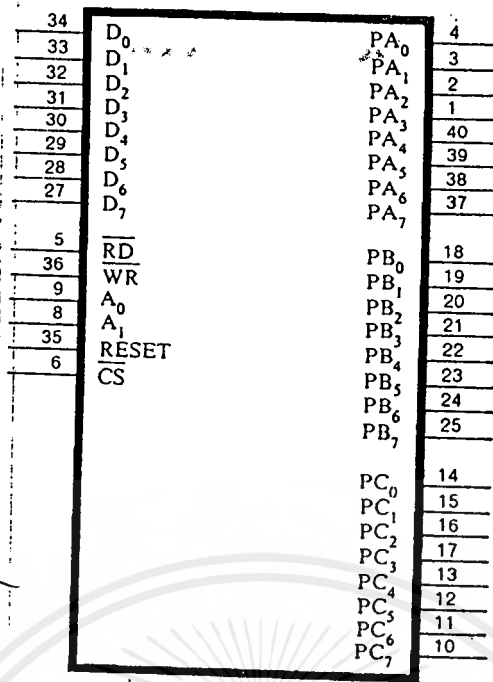 34 D0 PA0 4
33 D1 PA1 3
32 D2 PA2 2
31 D3 PA3 1
30 D4 PA4 40
29 D5 PA5 39
28 D6 PA6 38
27 D7 PA7 37
5 R̅D̅ PB0 18
36 W̅R̅ PB1 19
9 A0 PB2 20
8 A1 PB3 21
35 RESET PB4 22
6 C̅S̅ PB5 23
PB6 24
PB7 25
PC0 14
PC1 15
PC2 16
PC3 17
PC4 13
PC5 12
PC6 11
PC7 10